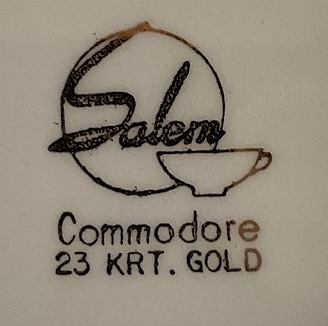 Salem
Commodore
23 KRT. GOLD